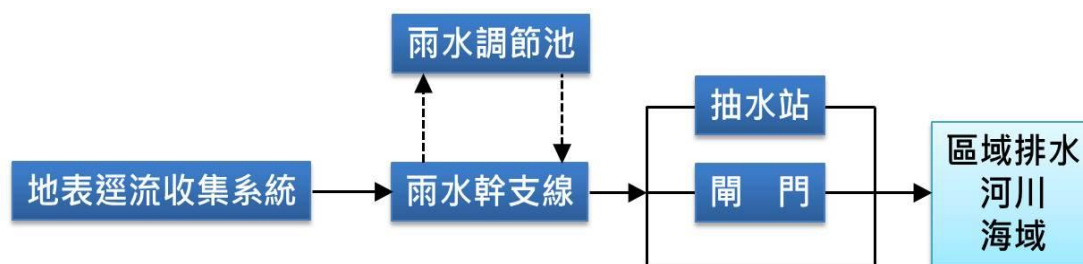 雨水調節池
抽水站
地表逕流收集系統
雨水幹支線
閘　門
區域排水
河川
海域